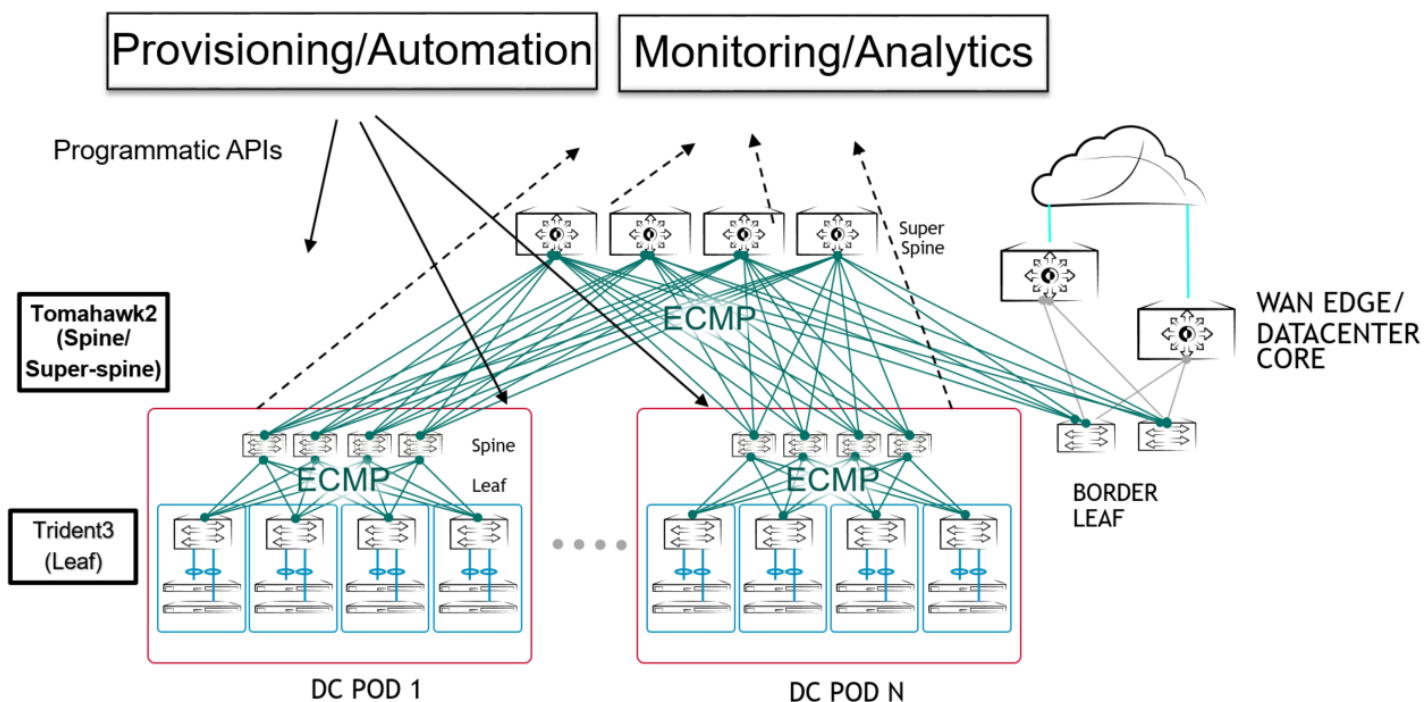 Provisioning/Automation
Monitoring/Analytics
Programmatic APIs
Super
Spine
Tomahawk2
(Spine/
Super-spine)
ECMP
WAN EDGE/
DATACENTER
CORE
Spine
ECMP
Leaf
ECMP
BORDER
LEAF
Trident3
(Leaf)
DC POD 1
DC POD N